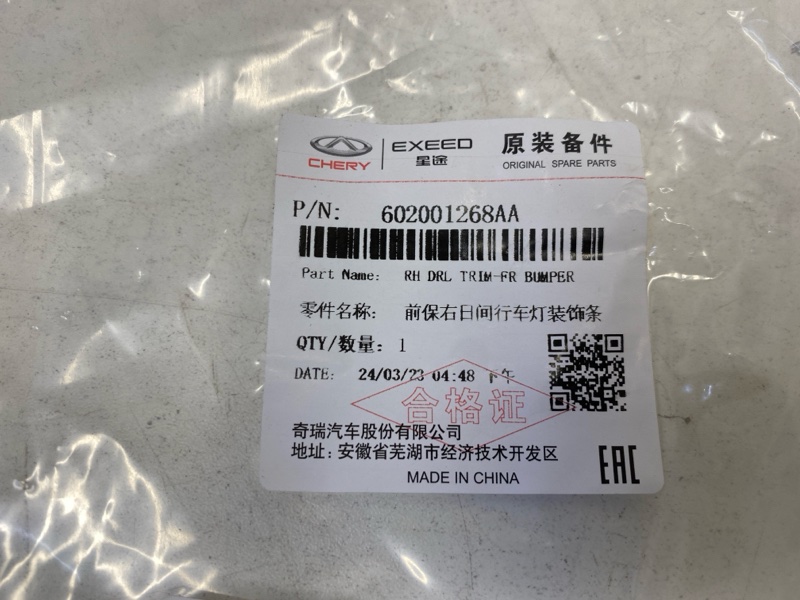 CHERY
EXEED
星途
原装备件
ORIGINAL SPARE PARTS
P/N: 602001268AA
Part Name: RH DRL TRIM-FR BUMPER
零件名称: 前保右日间行车灯装饰条
QTY/数量: 1
DATE: 24/03/23 04:48 下午
合格证
奇瑞汽车股份有限公司
地址: 安徽省芜湖市经济技术开发区
MADE IN CHINA
EAC